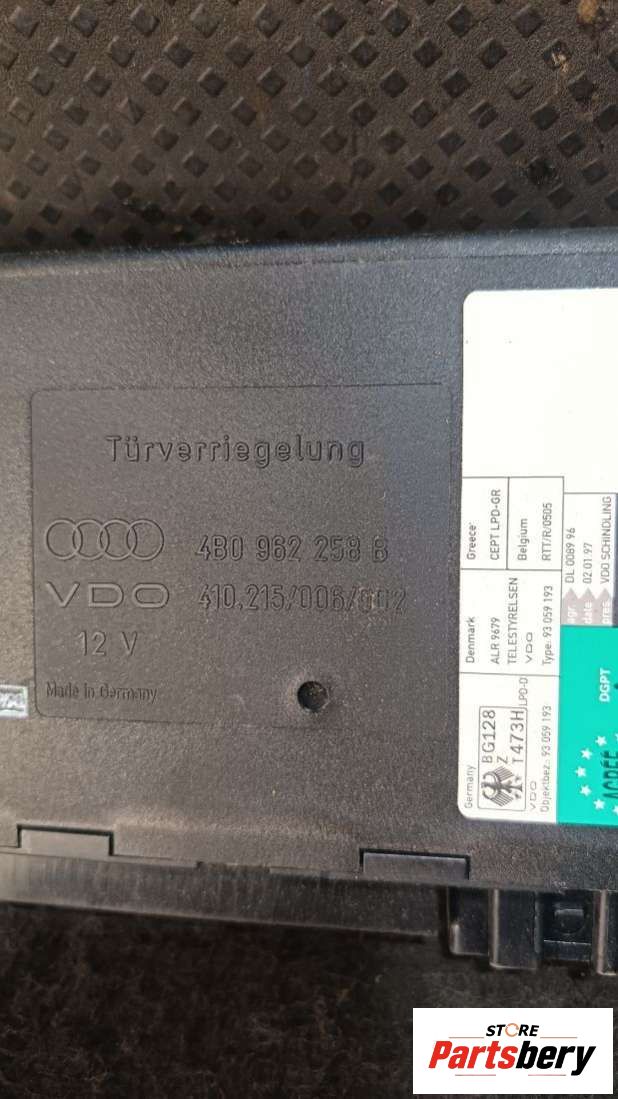 Türverriegelung
4B0 962 258 B
VDO 410.215/006/902
12 V
Made in Germany
Greece
CEPT LPD-GR
Belgium
RTT/R/0505
DL 0089 96
02.01.97
VDO SCHINDLING
Denmark
ALR 9679
TELESTYRELSEN
VDO
Type: 93 059 193
Germany
BG128
Z
T473H
LPD-D
VDO
Objektbez.: 93 059 193
DGPT
AGRÉÉ
STORE
Partsbery